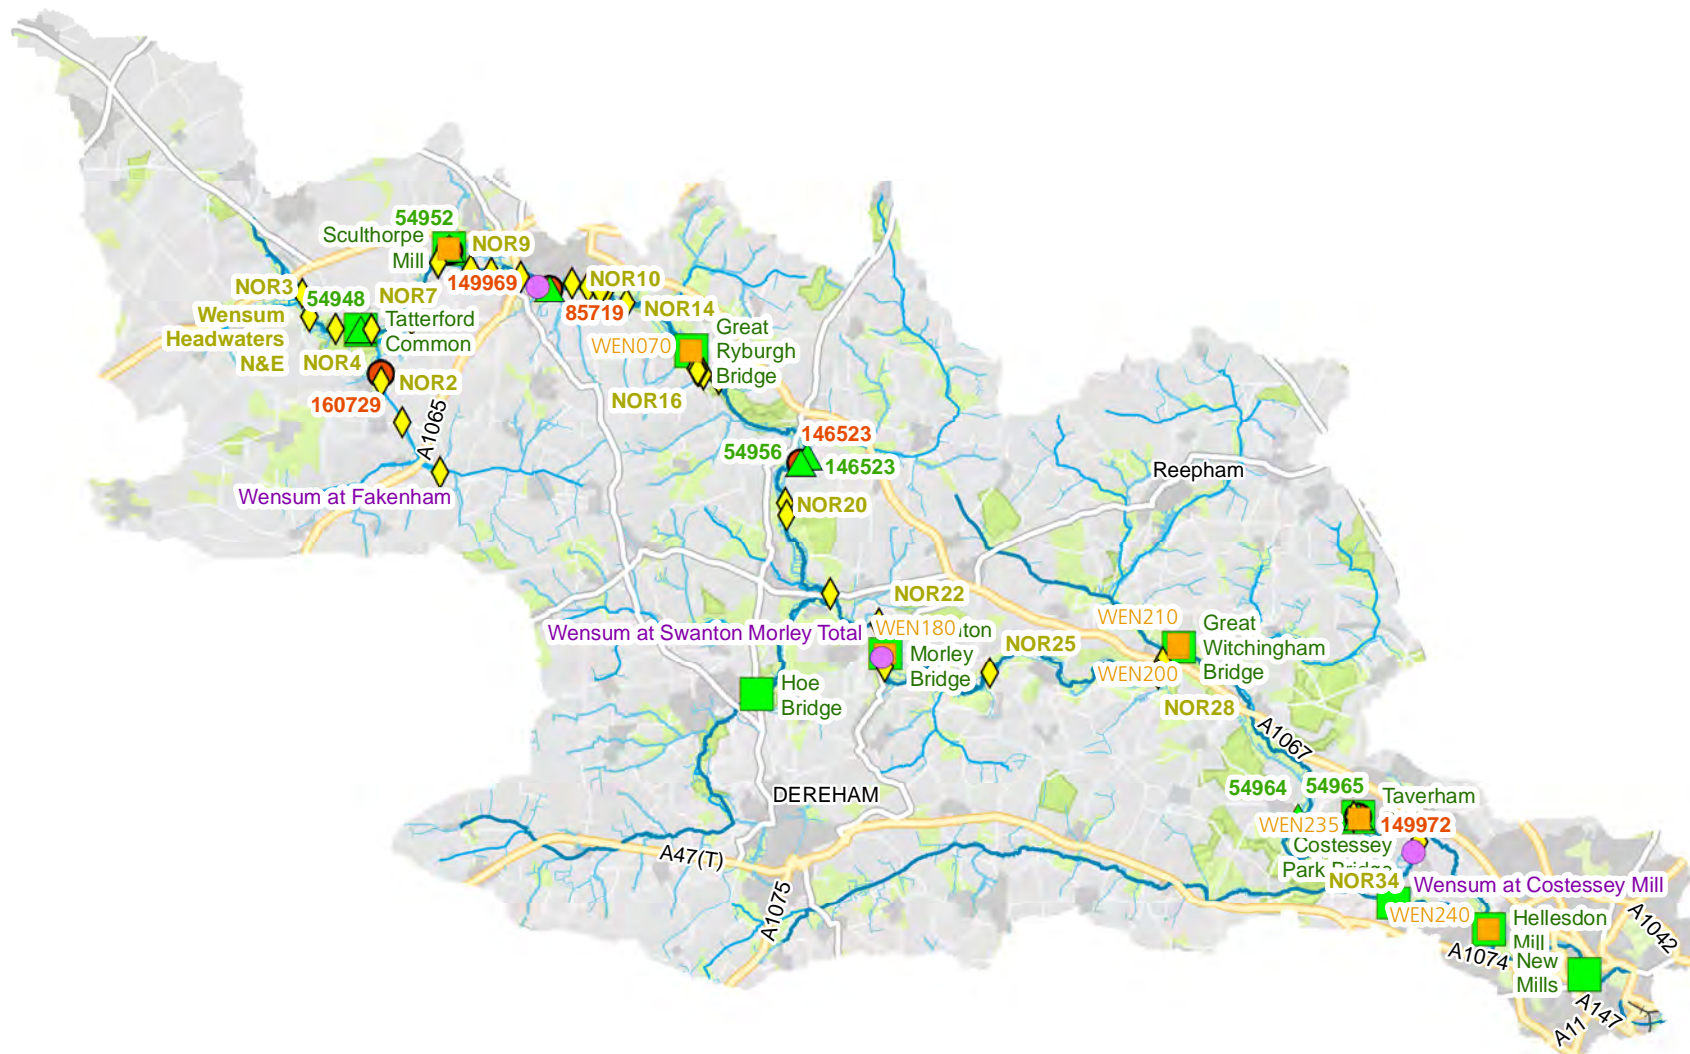 54952
Sculthorpe
Mill
NOR9
149969
NOR10
85719
NOR14
NOR3
54948
NOR7
Wensum
Headwaters
N&E
NOR4
Tatterford
Common
NOR2
160729
A1065
WEN070
Great
Ryburgh
Bridge
NOR16
Wensum at Fakenham
146523
54956
146523
NOR20
Reepham
NOR22
Wensum at Swanton Morley Total
WEN180
ton
Morley
Bridge
NOR25
WEN210
Great
Witchingham
Bridge
WEN200
NOR28
Hoe
Bridge
A1067
DEREHAM
54964
54965
Taverham
WEN235
149972
Costessey
Park Bridge
NOR34
Wensum at Costessey Mill
A47(T)
A1075
WEN240
Hellesdon
Mill
A1042
A1074
New
Mills
A147
A11